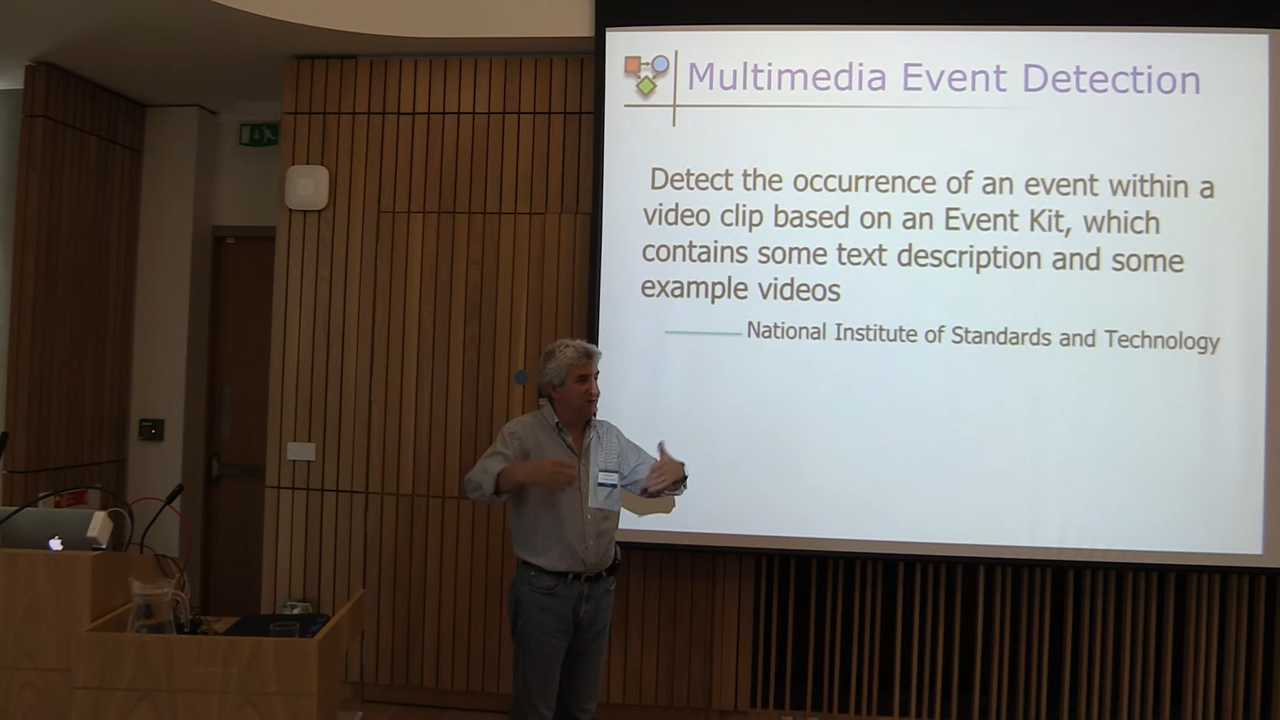 Multimedia Event Detection
Detect the occurrence of an event within a
video clip based on an Event Kit, which
contains some text description and some
example videos
National Institute of Standards and Technology